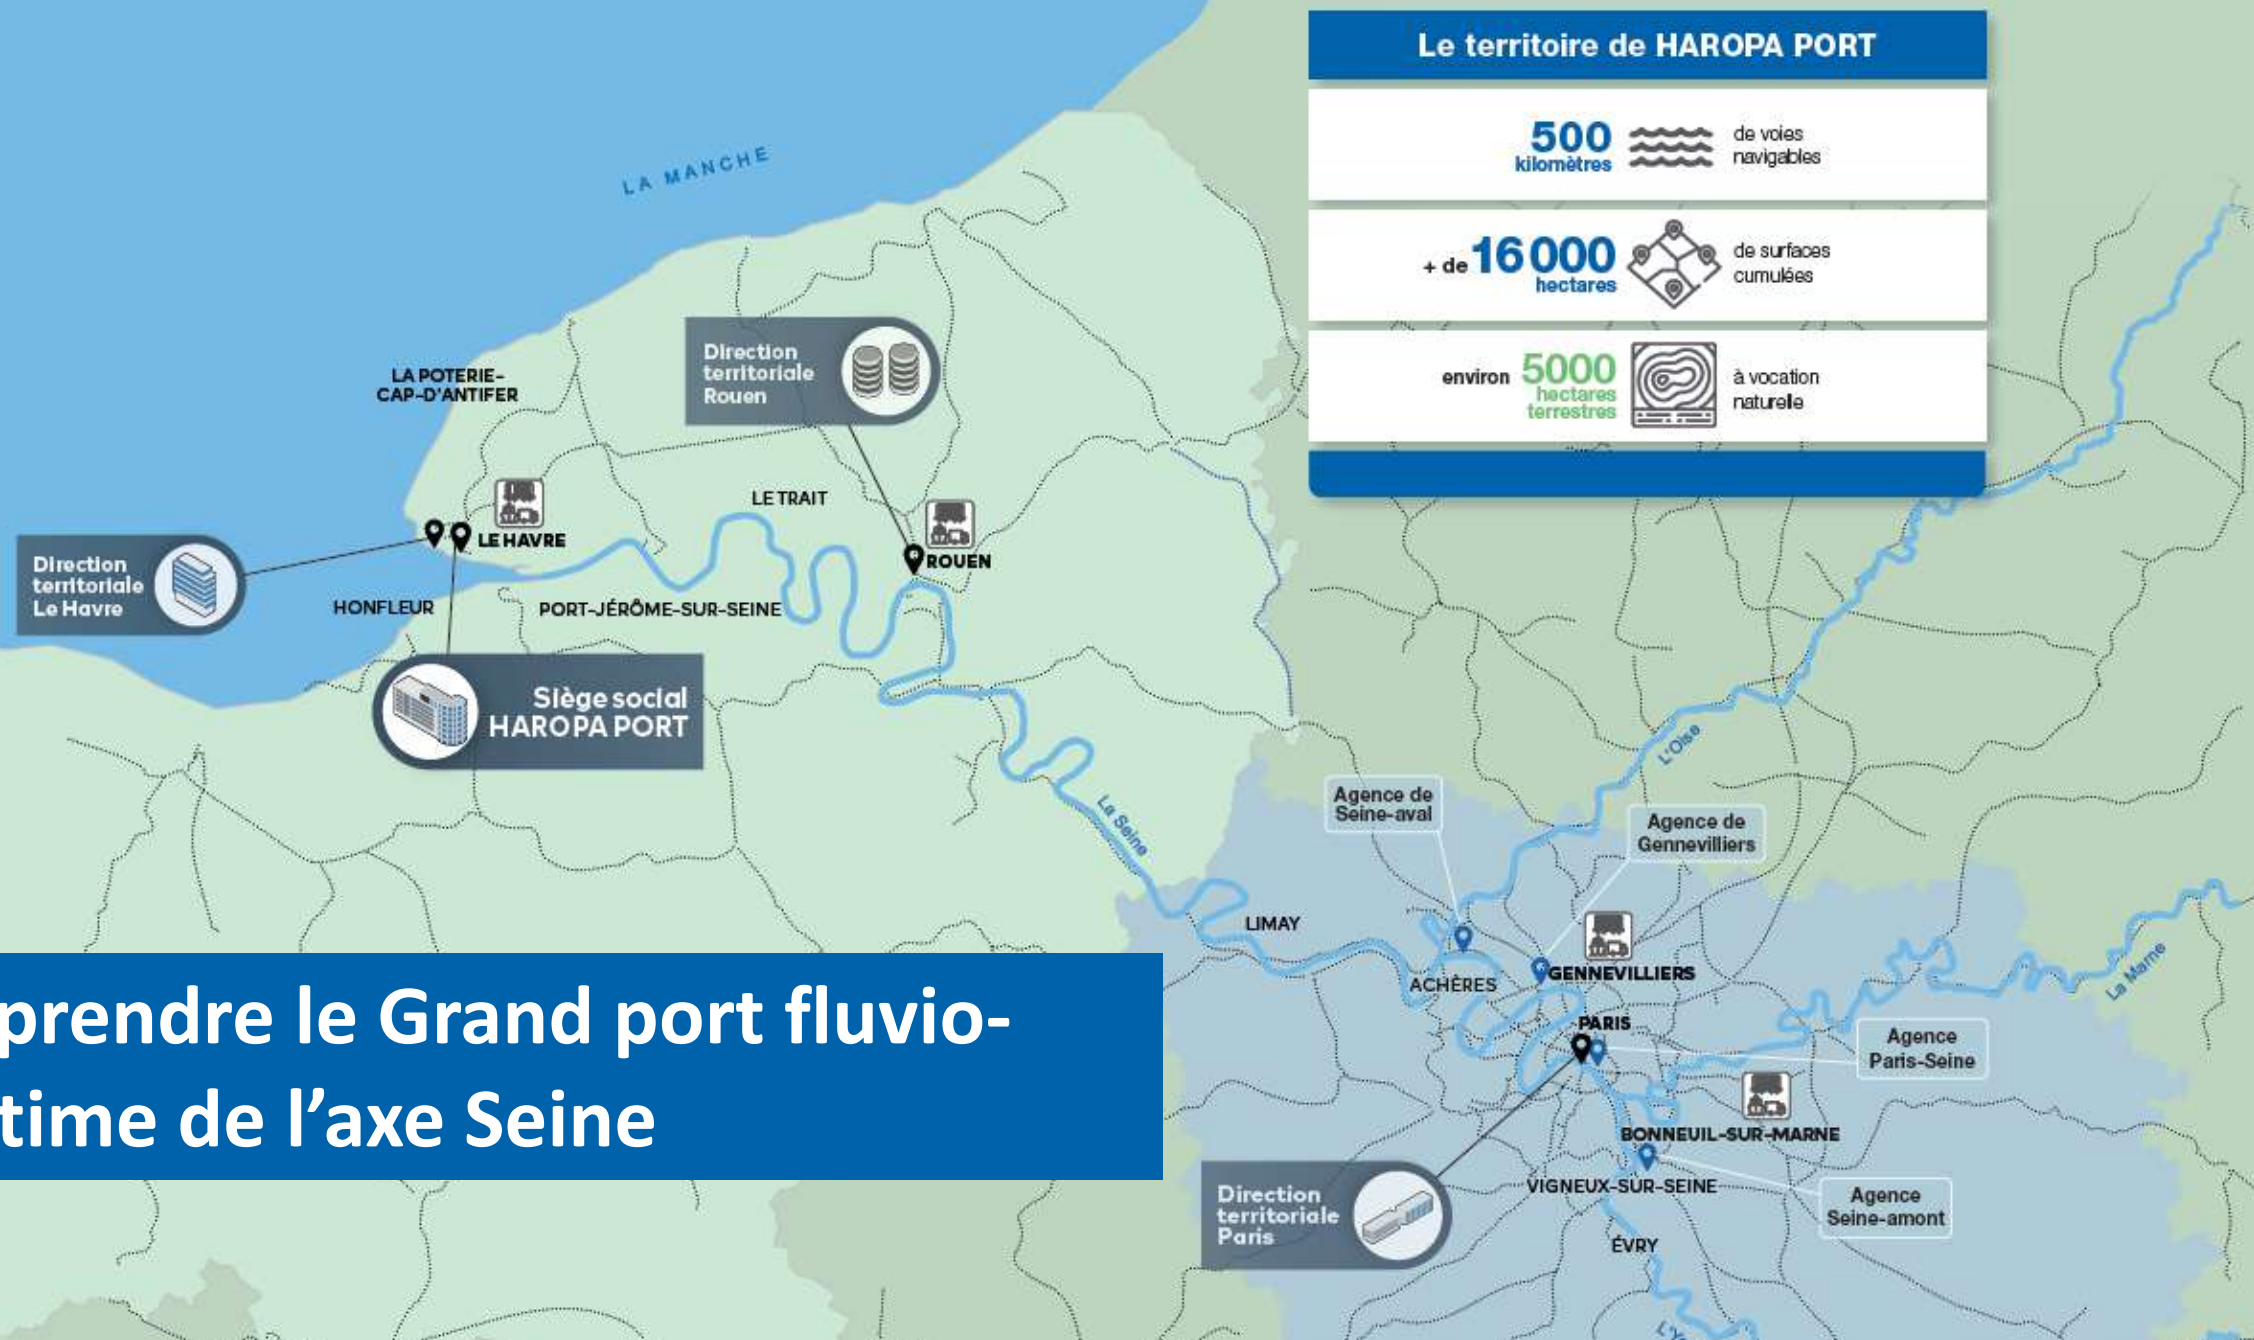 Le territoire de HAROPA PORT
500
kilomètres
de voies
navigables
+ de 16 000
hectares
de surfaces
cumulées
environ 5000
hectares
terrestres
à vocation
naturelle
LA MANCHE
LA POTERIE-
CAP-D'ANTIFER
Direction
territoriale
Rouen
LE TRAIT
LE HAVRE
ROUEN
Direction
territoriale
Le Havre
HONFLEUR
PORT-JÉRÔME-SUR-SEINE
Siège social
HAROPA PORT
La Seine
L'Oise
Agence de
Seine-aval
Agence de
Gennevilliers
LIMAY
ACHÈRES
GENNEVILLIERS
La Marne
PARIS
Agence
Paris-Seine
BONNEUIL-SUR-MARNE
VIGNEUX-SUR-SEINE
Agence
Seine-amont
Direction
territoriale
Paris
ÉVRY
prendre le Grand port fluvio-
time de l’axe Seine